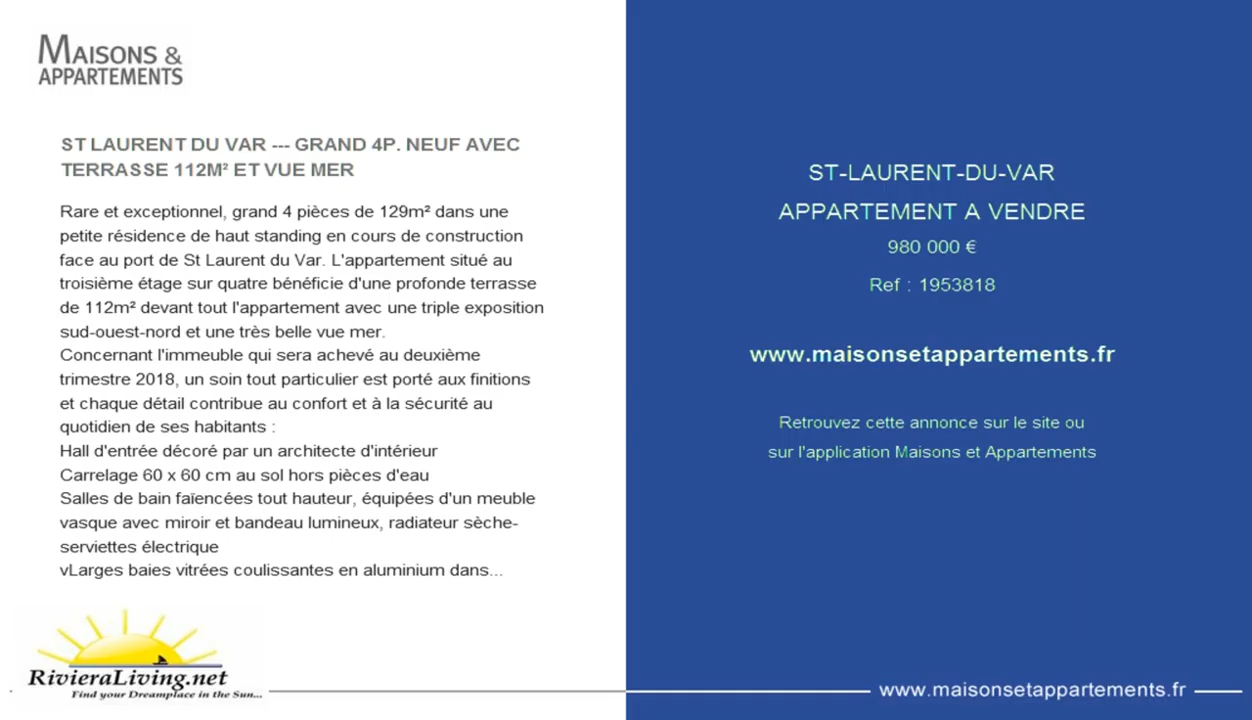 MAISONS &
APPARTEMENTS
ST LAURENT DU VAR --- GRAND 4P. NEUF AVEC
TERRASSE 112M² ET VUE MER
Rare et exceptionnel, grand 4 pièces de 129m² dans une
petite résidence de haut standing en cours de construction
face au port de St Laurent du Var. L'appartement situé au
troisième étage sur quatre bénéficie d'une profonde terrasse
de 112m² devant tout l'appartement avec une triple exposition
sud-ouest-nord et une très belle vue mer.
Concernant l'immeuble qui sera achevé au deuxième
trimestre 2018, un soin tout particulier est porté aux finitions
et chaque détail contribue au confort et à la sécurité au
quotidien de ses habitants :
Hall d'entrée décoré par un architecte d'intérieur
Carrelage 60 x 60 cm au sol hors pièces d'eau
Salles de bain faïencées tout hauteur, équipées d'un meuble
vasque avec miroir et bandeau lumineux, radiateur sèche-
serviettes électrique
vLarges baies vitrées coulissantes en aluminium dans...
RivieraLiving.net
Find your Dreamplace in the Sun...
ST-LAURENT-DU-VAR
APPARTEMENT A VENDRE
980 000 €
Ref : 1953818
www.maisonsetappartements.fr
Retrouvez cette annonce sur le site ou
sur l'application Maisons et Appartements
www.maisonsetappartements.fr